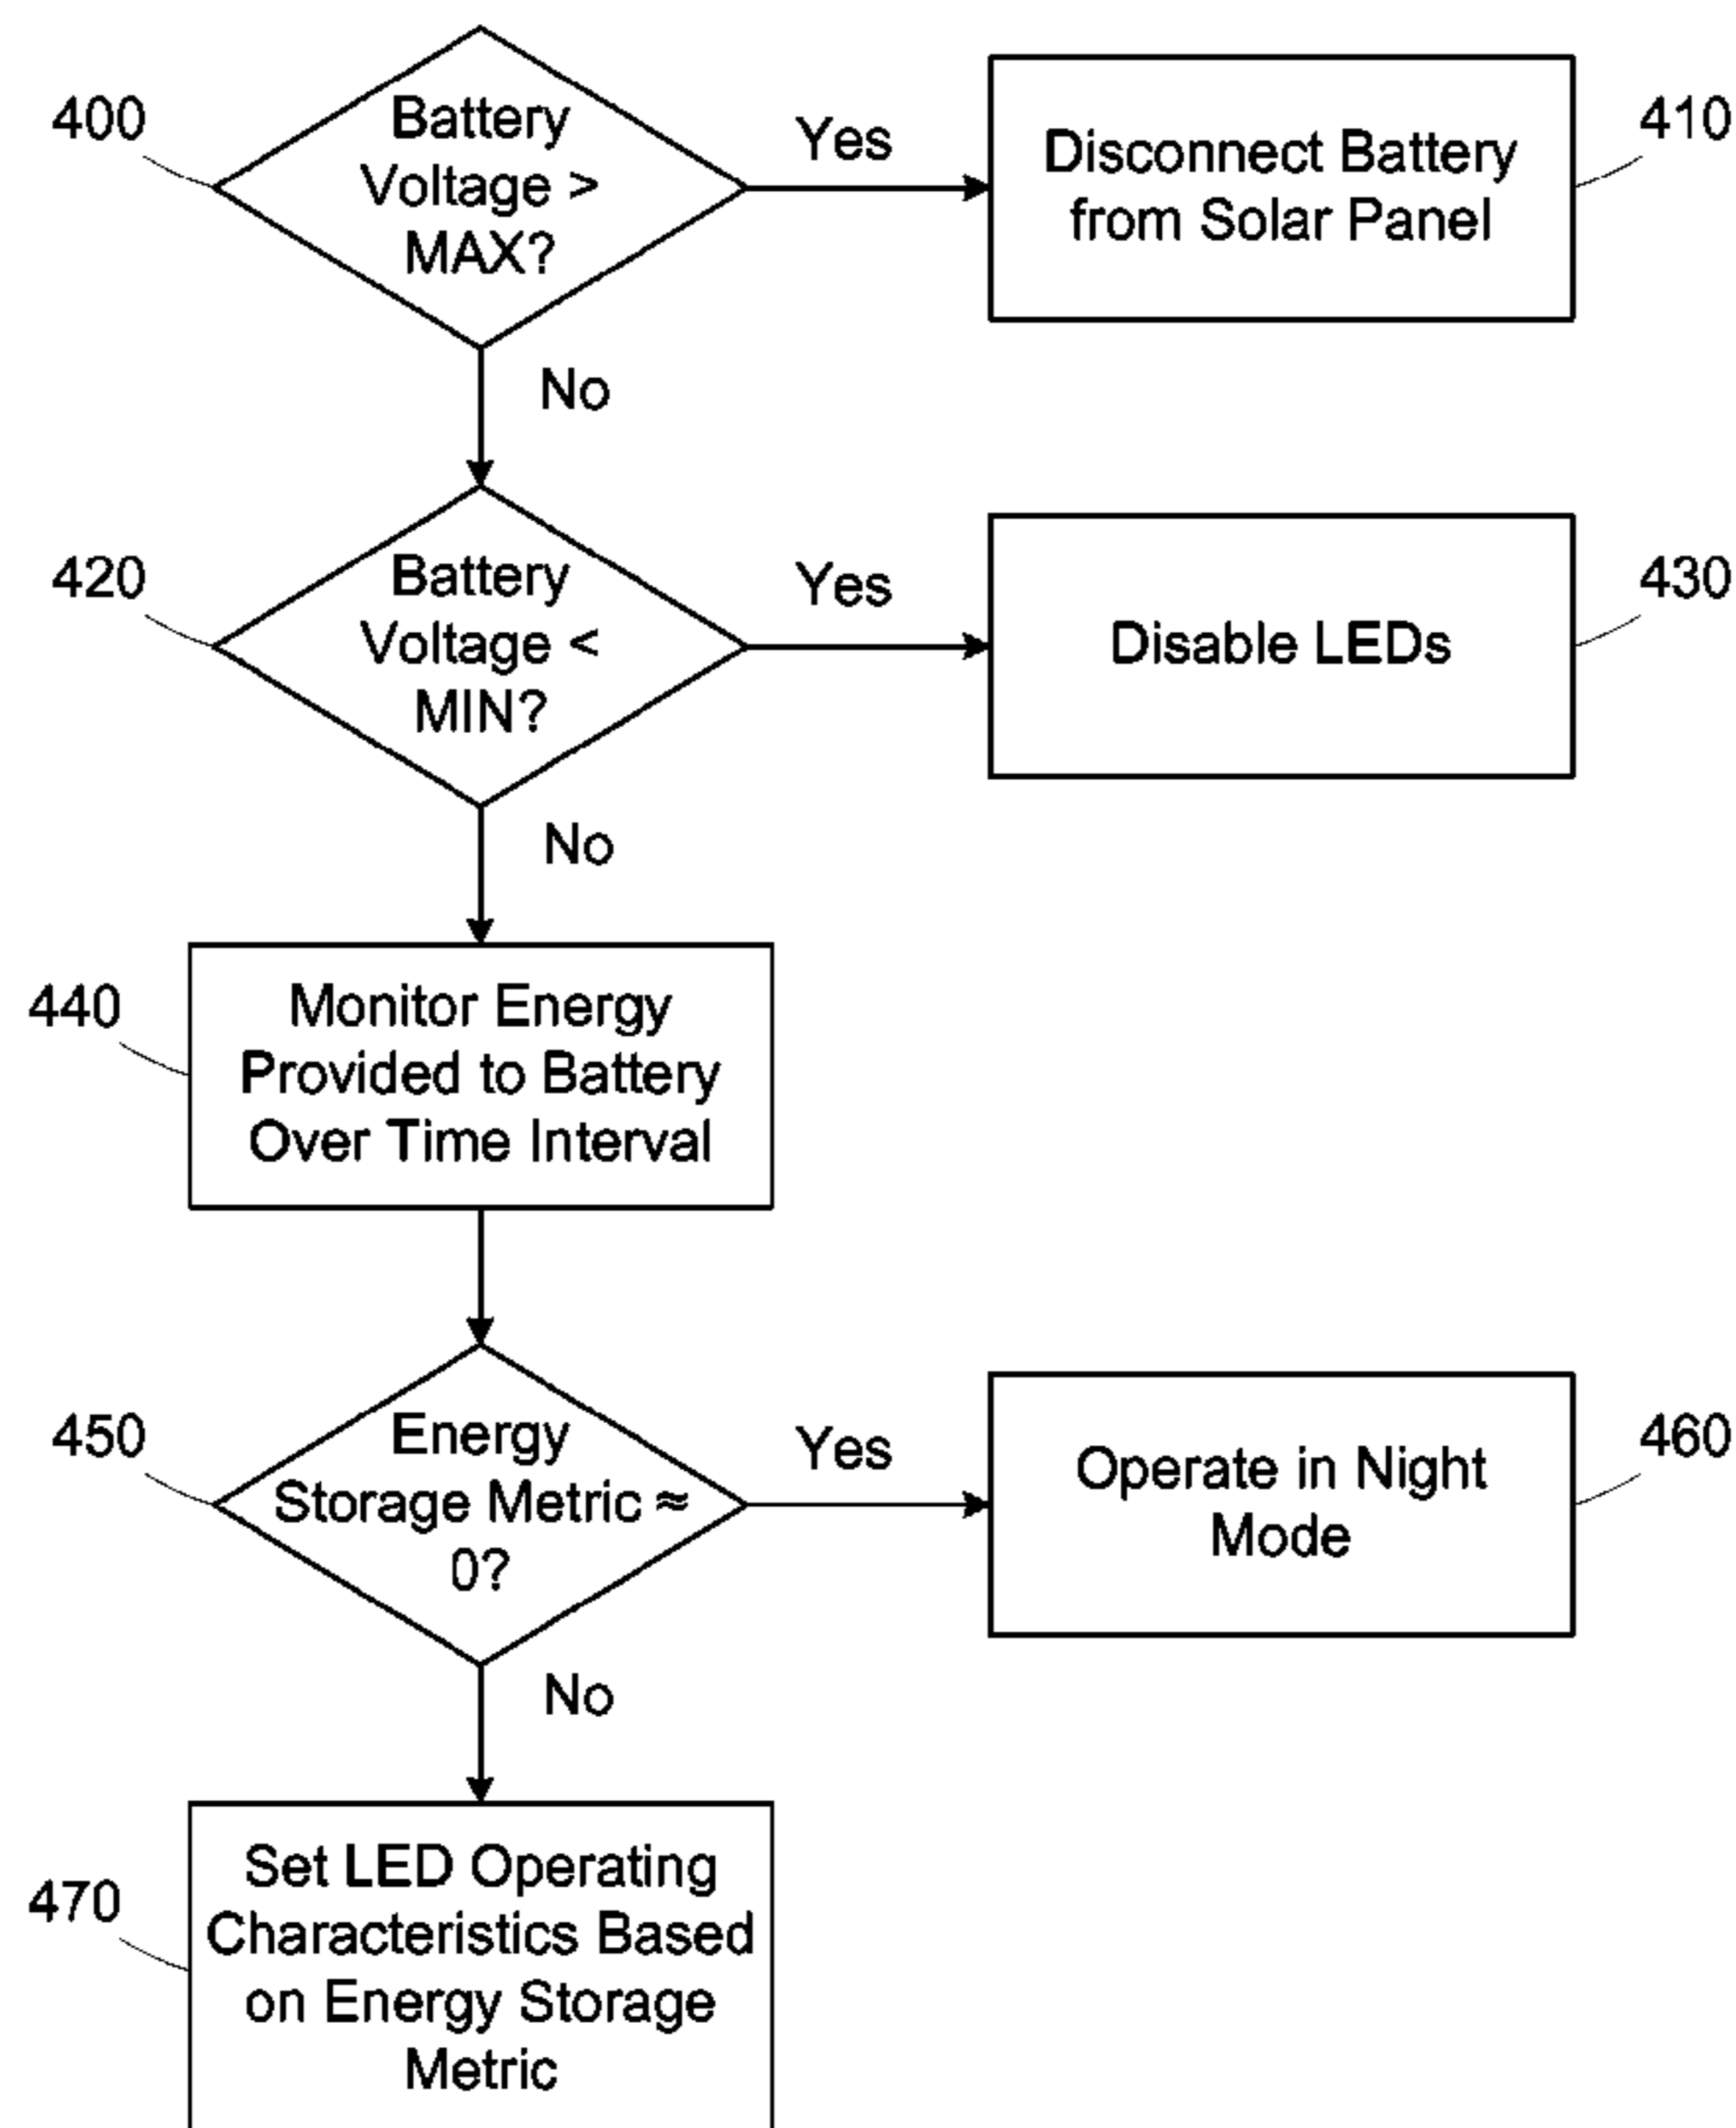 400
Battery
Voltage >
MAX?
Yes
Disconnect Battery
from Solar Panel
410
No
420
Battery
Voltage <
MIN?
Yes
Disable LEDs
430
No
440
Monitor Energy
Provided to Battery
Over Time Interval
450
Energy
Storage Metric ≈
0?
Yes
Operate in Night
Mode
460
No
470
Set LED Operating
Characteristics Based
on Energy Storage
Metric